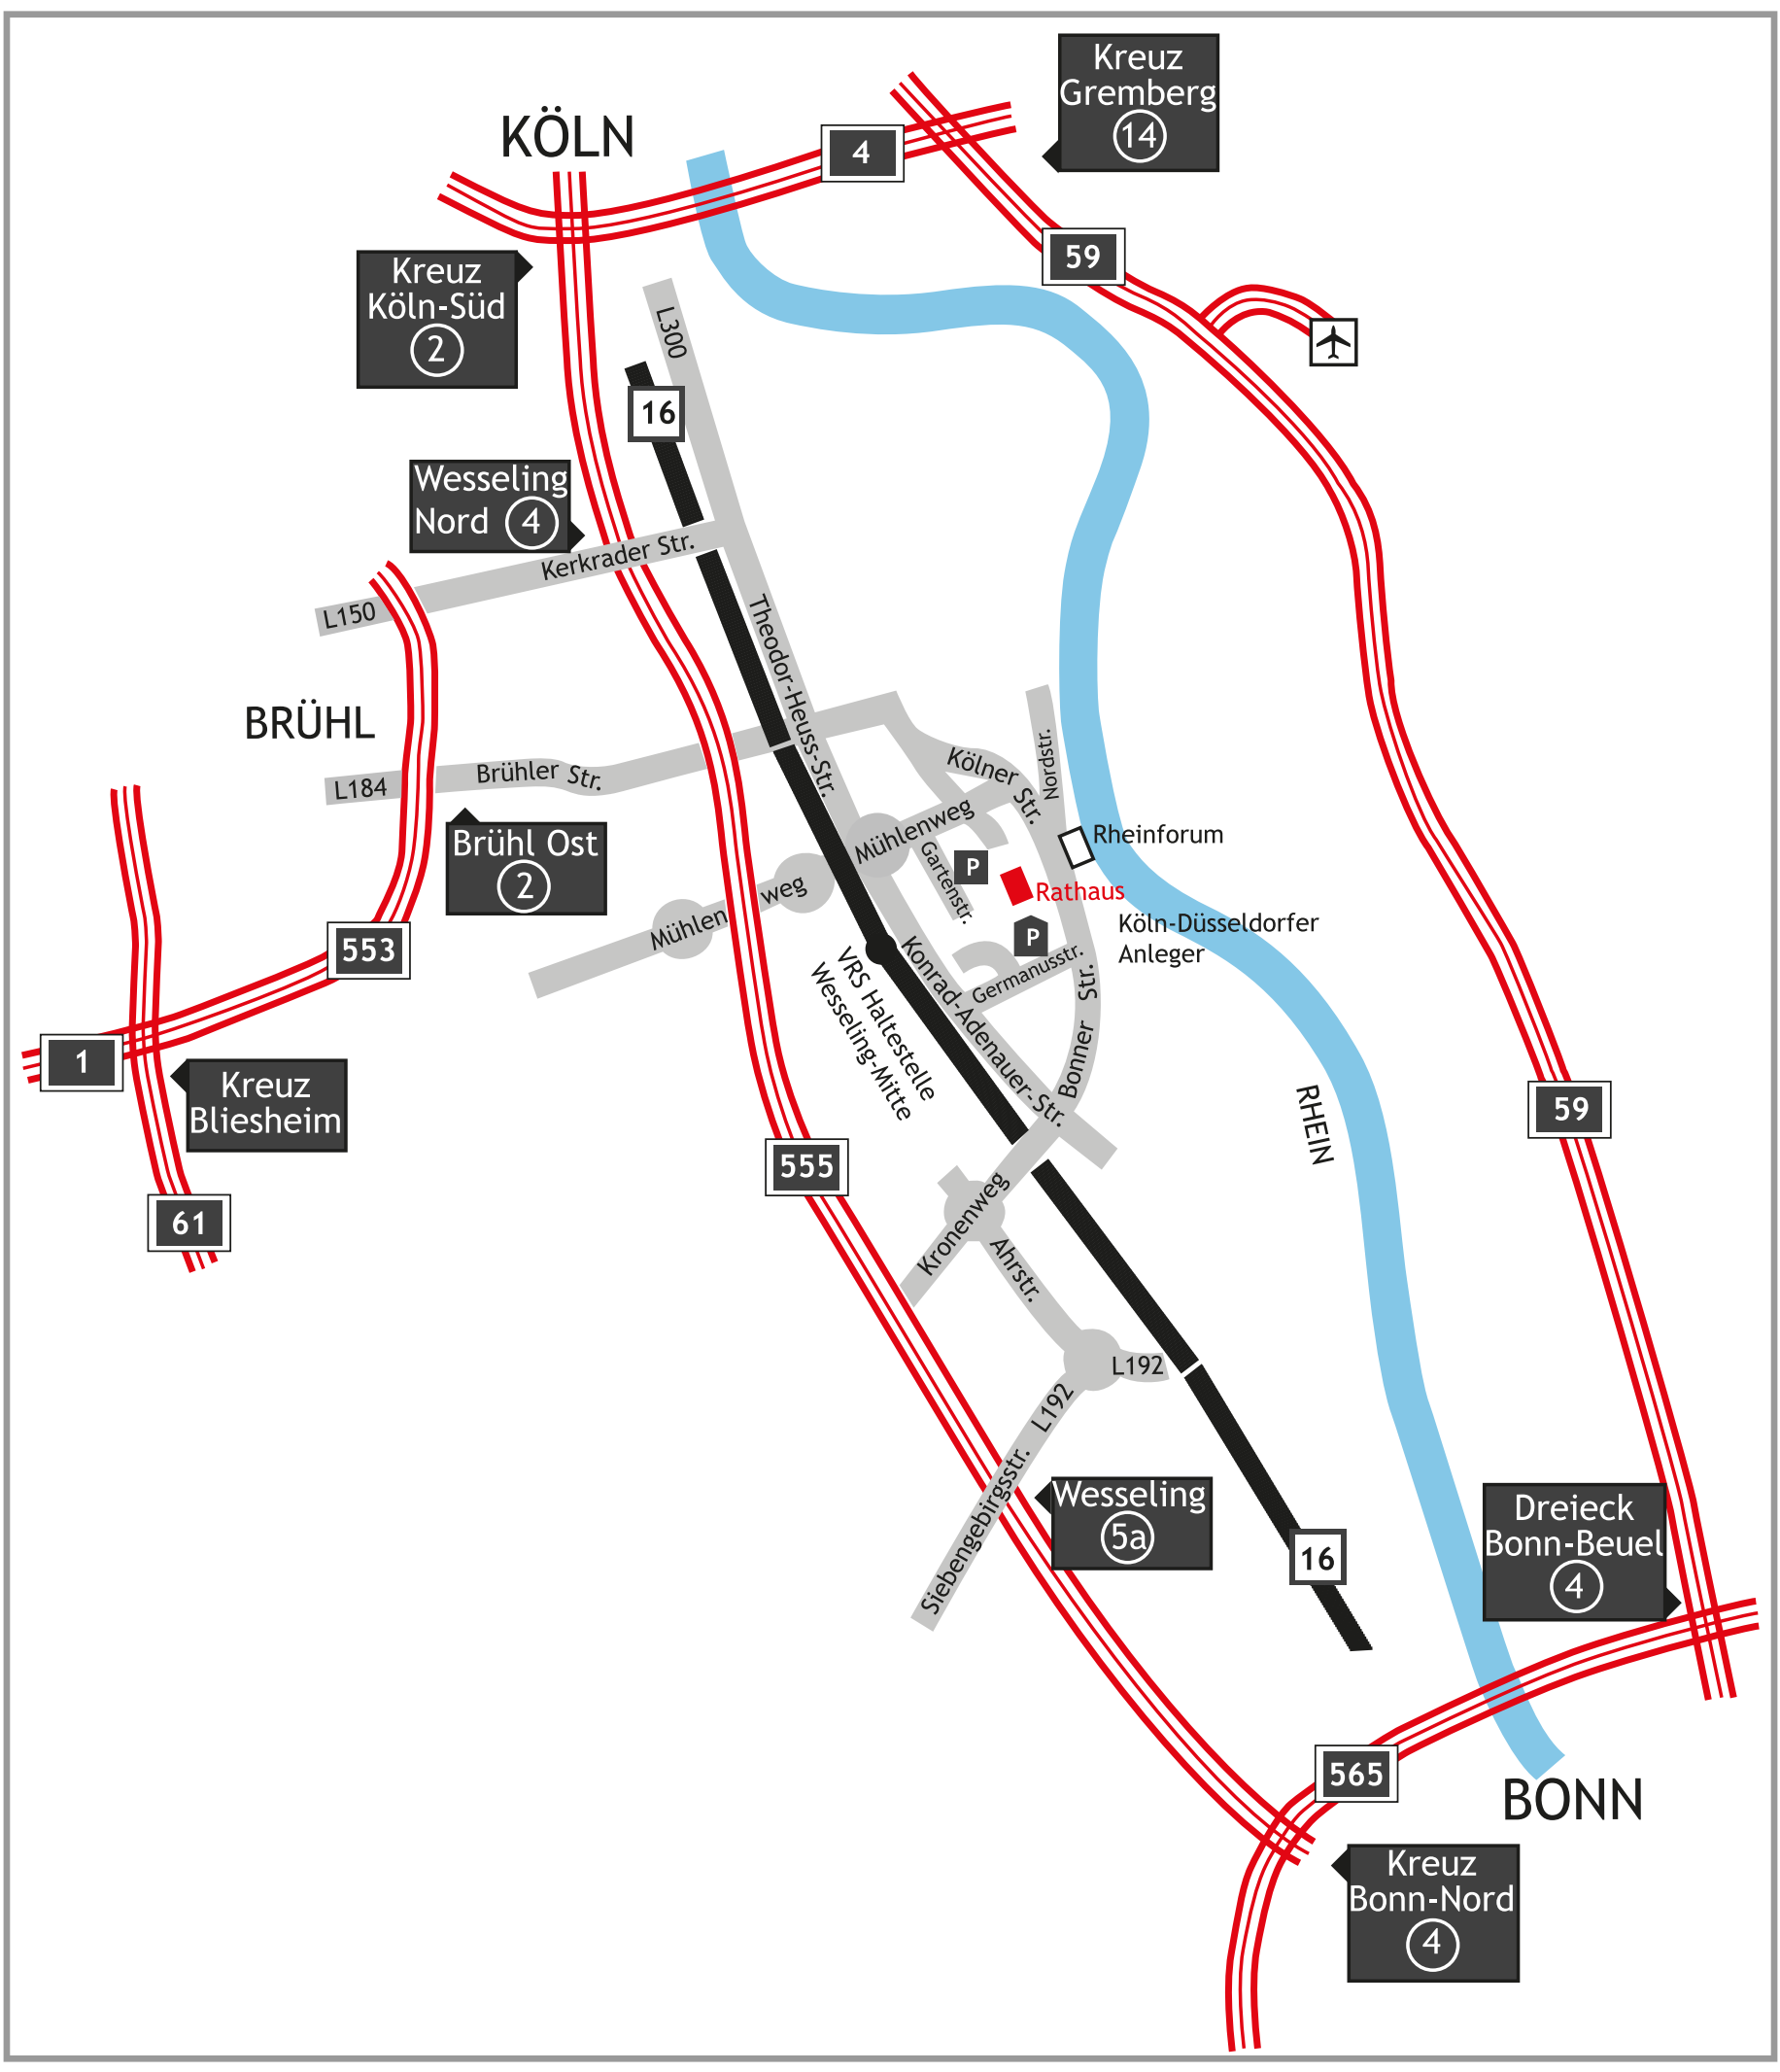 Kreuz
Gremberg
14
KÖLN
4
59
Kreuz
Köln-Süd
2
L300
16
Wesseling
Nord 4
Kerkrader Str.
L150
Theodor-Heuss-Str.
BRÜHL
L184
Brühler Str.
Kölner Str.
Nordstr.
Mühlenweg
Gartenstr.
P
Rheinforum
Rathaus
Brühl Ost
2
Mühlen weg
P
Köln-Düsseldorfer
Anleger
553
Konrad-Adenauer-Str.
Germanusstr.
Bonner Str.
VRS Haltestelle
Wesseling-Mitte
1
Kreuz
Bliesheim
RHEIN
59
555
61
Kronenweg
Ahrstr.
L192
L192
Siebengebirgsstr.
Wesseling
5a
16
Dreieck
Bonn-Beuel
4
565
BONN
Kreuz
Bonn-Nord
4